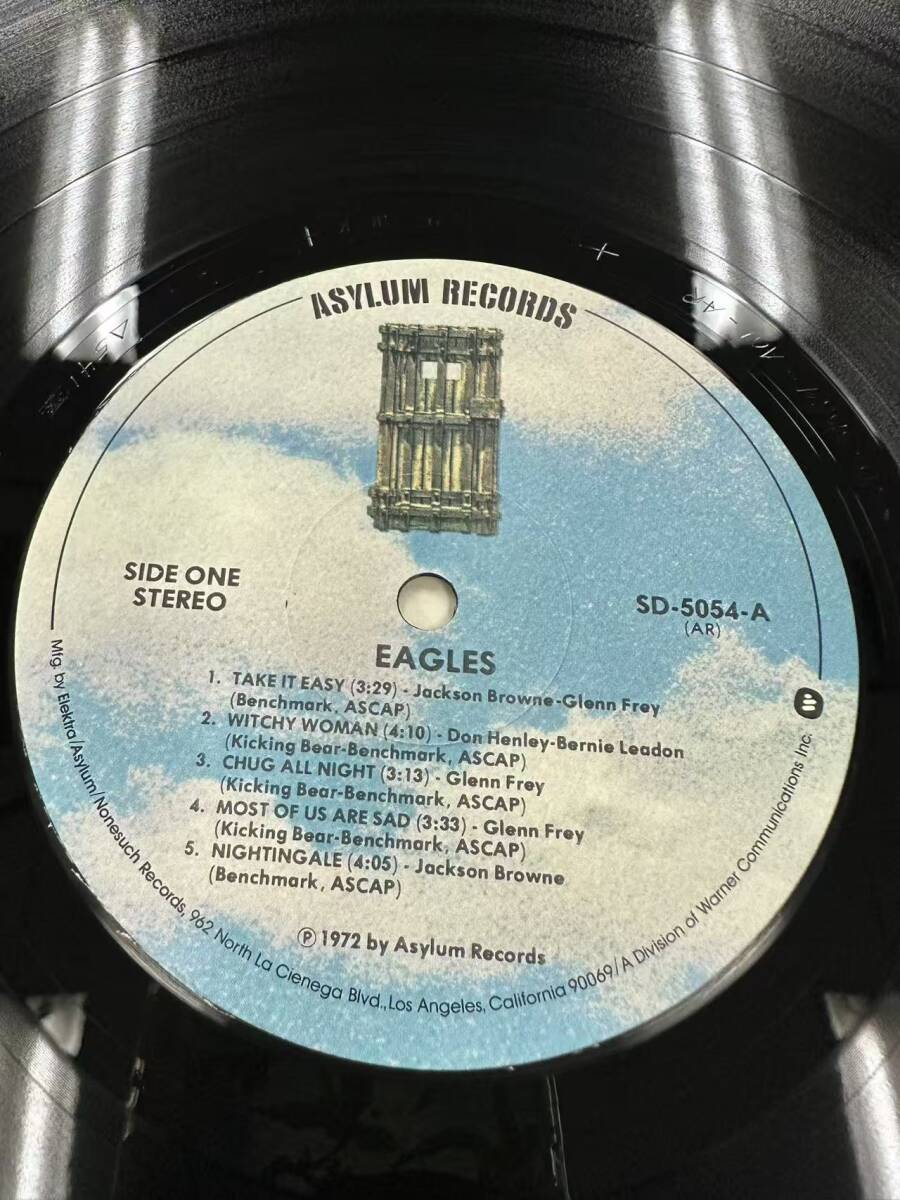 ASYLUM RECORDS
SIDE ONE
STEREO
SD-5054-A
(AR)
EAGLES
1. TAKE IT EASY (3:29) - Jackson Browne-Glenn Frey
(Benchmark, ASCAP)
2. WITCHY WOMAN (4:10) - Don Henley-Bernie Leadon
(Kicking Bear-Benchmark, ASCAP)
3. CHUG ALL NIGHT (3:13) - Glenn Frey
(Kicking Bear-Benchmark, ASCAP)
4. MOST OF US ARE SAD (3:33) - Glenn Frey
(Kicking Bear-Benchmark, ASCAP)
5. NIGHTINGALE (4:05) - Jackson Browne
(Benchmark, ASCAP)
℗ 1972 by Asylum Records
Mfg. by Elektra/Asylum/Nonesuch Records, 962 North La Cienega Blvd., Los Angeles, California 90069/A Division of Warner Communications Inc.